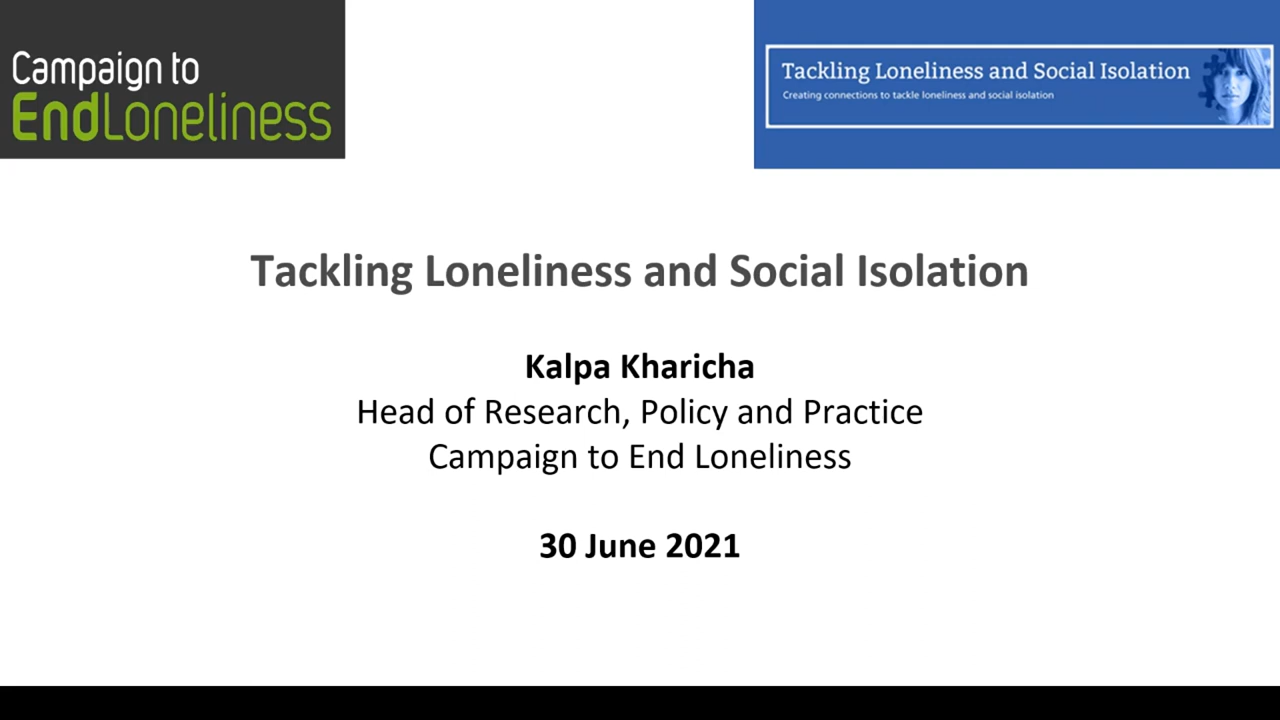 Campaign to
EndLoneliness
Tackling Loneliness and Social Isolation
Creating connections to tackle loneliness and social isolation
Tackling Loneliness and Social Isolation
Kalpa Kharicha
Head of Research, Policy and Practice
Campaign to End Loneliness
30 June 2021